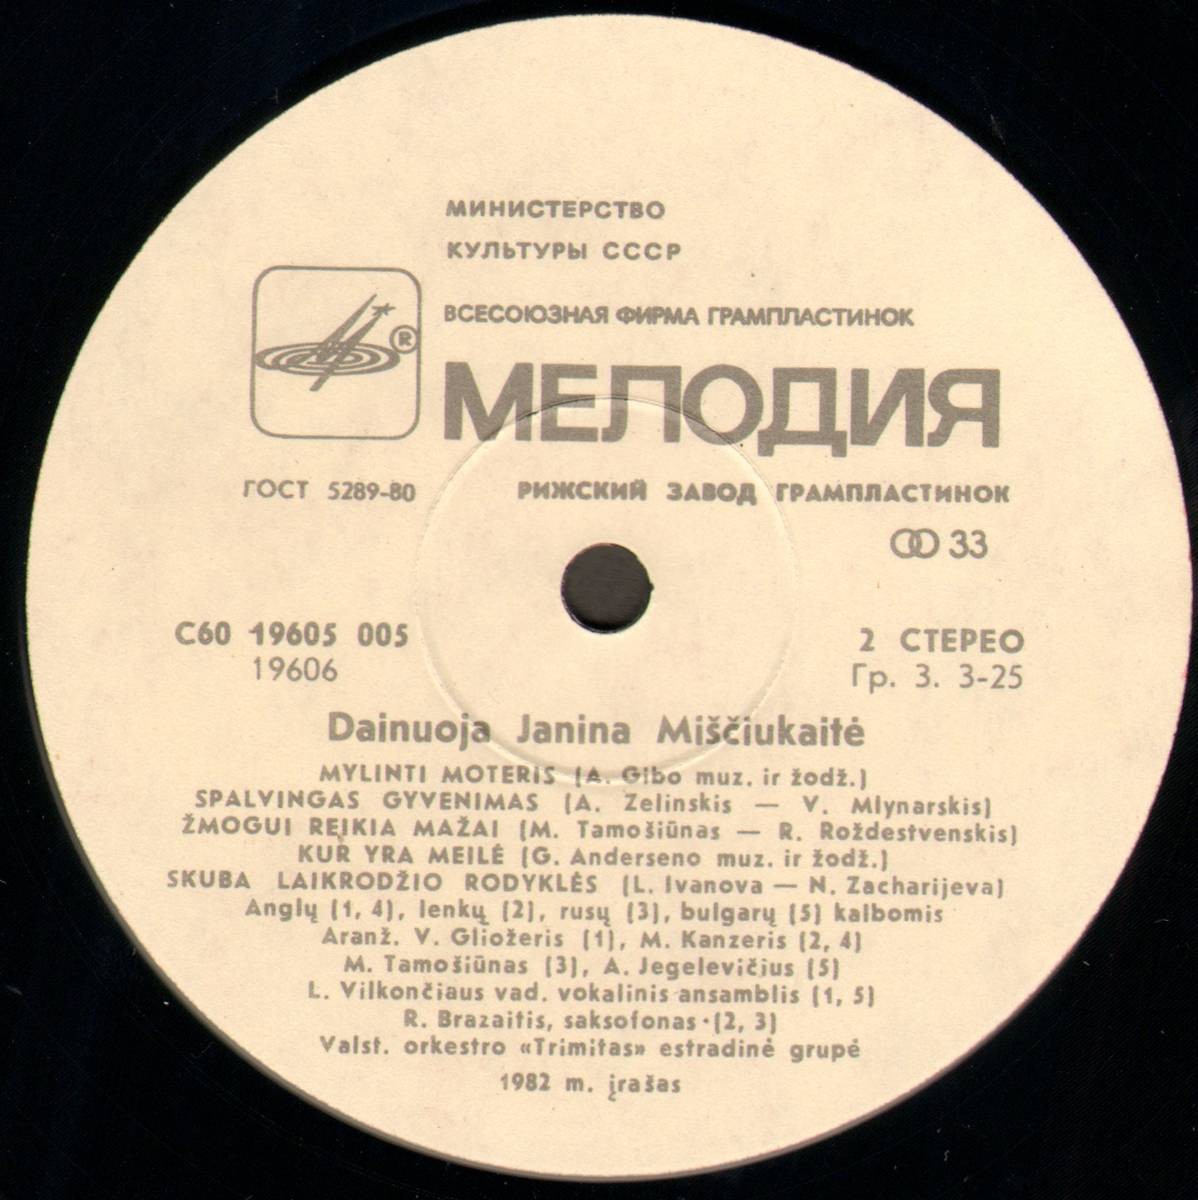 МИНИСТЕРСТВО
КУЛЬТУРЫ СССР
ВСЕСОЮЗНАЯ ФИРМА ГРАМПЛАСТИНОК
®
МЕЛОДИЯ
ГОСТ 5289-80 РИЖСКИЙ ЗАВОД ГРАМПЛАСТИНОК
33
С60 19605 005 2 СТЕРЕО
19606 Гр. 3. 3-25
Dainuoja Janina Miščiukaitė
MYLINTI MOTERIS (A. Gibo muz. ir žodž.)
SPALVINGAS GYVENIMAS (A. Zelinskis — V. Mlynarskis)
ŽMOGUI REIKIA MAŽAI (M. Tamošiūnas — R. Roždestvenskis)
KUR YRA MEILĖ (G. Anderseno muz. ir žodž.)
SKUBA LAIKRODŽIO RODYKLĖS (L. Ivanova — N. Zacharijeva)
Anglų (1, 4), lenkų (2), rusų (3), bulgarų (5) kalbomis
Aranž. V. Gliožeris (1), M. Kanzeris (2, 4)
M. Tamošiūnas (3), A. Jegelevičius (5)
L. Vilkončiaus vad. vokalinis ansamblis (1, 5)
R. Brazaitis, saksofonas (2, 3)
Valst. orkestro «Trimitas» estradinė grupė
1982 m. įrašas